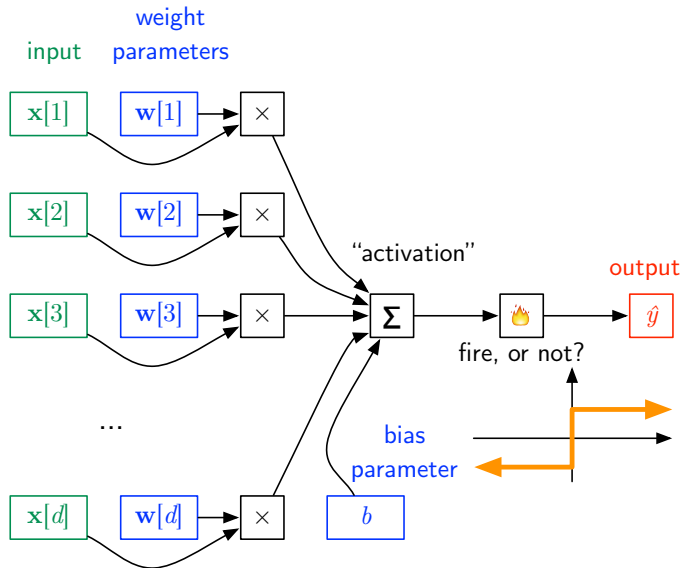 weight
input parameters
x[1] w[1] ×
x[2] w[2] ×
“activation”
output
x[3] w[3] × Σ ŷ
fire, or not?
...
bias
parameter
x[d] w[d] × b